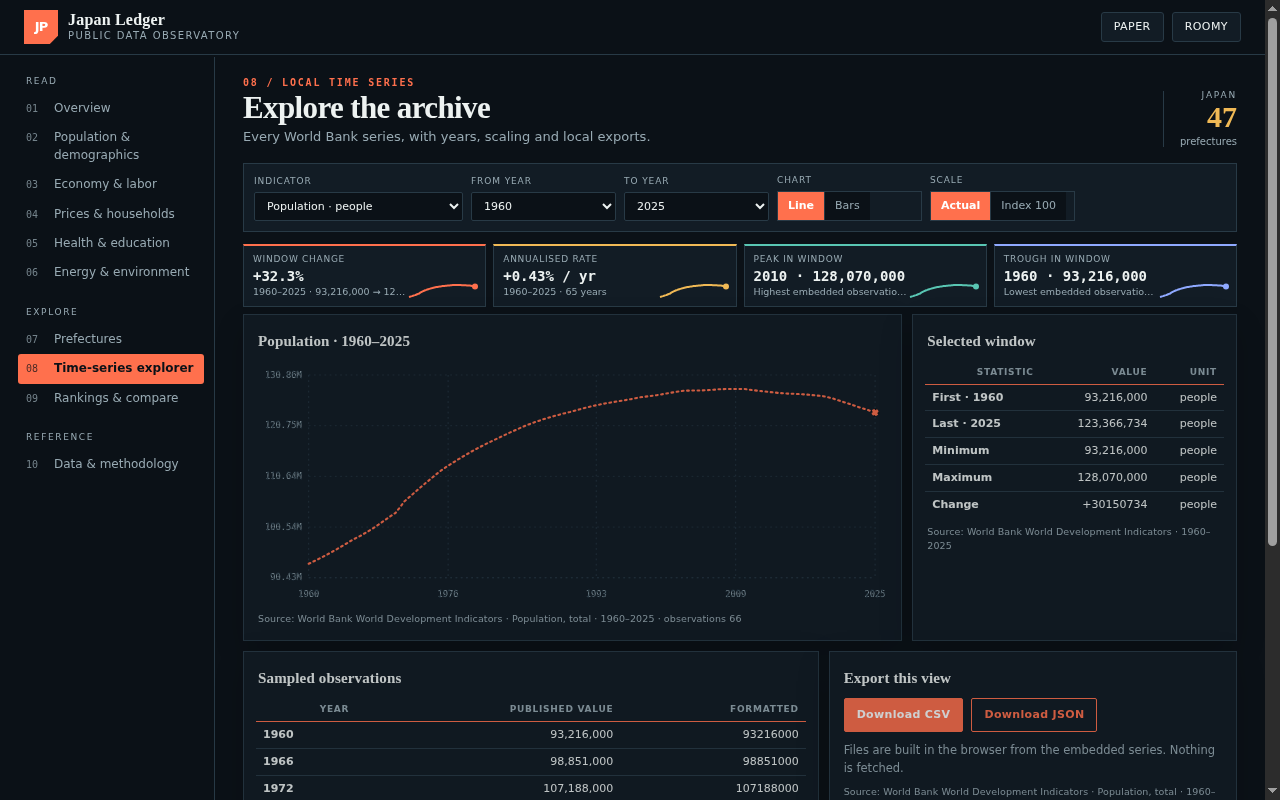 JP
Japan Ledger
PUBLIC DATA OBSERVATORY
PAPER
ROOMY
READ
01 Overview
02 Population &
demographics
03 Economy & labor
04 Prices & households
05 Health & education
06 Energy & environment
EXPLORE
07 Prefectures
08 Time-series explorer
09 Rankings & compare
REFERENCE
10 Data & methodology
08 / LOCAL TIME SERIES
Explore the archive
Every World Bank series, with years, scaling and local exports.
JAPAN
47
prefectures
INDICATOR FROM YEAR TO YEAR CHART SCALE
Population · people 1960 2025 Line Bars Actual Index 100
WINDOW CHANGE
+32.3%
1960–2025 · 93,216,000 → 12…
ANNUALISED RATE
+0.43% / yr
1960–2025 · 65 years
PEAK IN WINDOW
2010 · 128,070,000
Highest embedded observatio…
TROUGH IN WINDOW
1960 · 93,216,000
Lowest embedded observatio…
Population · 1960–2025
130.86M
120.75M
110.64M
100.54M
90.43M
1960 1976 1993 2009 2025
Source: World Bank World Development Indicators · Population, total · 1960–2025 · observations 66
Selected window
STATISTIC VALUE UNIT
First · 1960 93,216,000 people
Last · 2025 123,366,734 people
Minimum 93,216,000 people
Maximum 128,070,000 people
Change +30150734 people
Source: World Bank World Development Indicators · 1960–
2025
Sampled observations
YEAR PUBLISHED VALUE FORMATTED
1960 93,216,000 93216000
1966 98,851,000 98851000
1972 107,188,000 107188000
Export this view
Download CSV Download JSON
Files are built in the browser from the embedded series. Nothing
is fetched.
Source: World Bank World Development Indicators · Population, total · 1960–